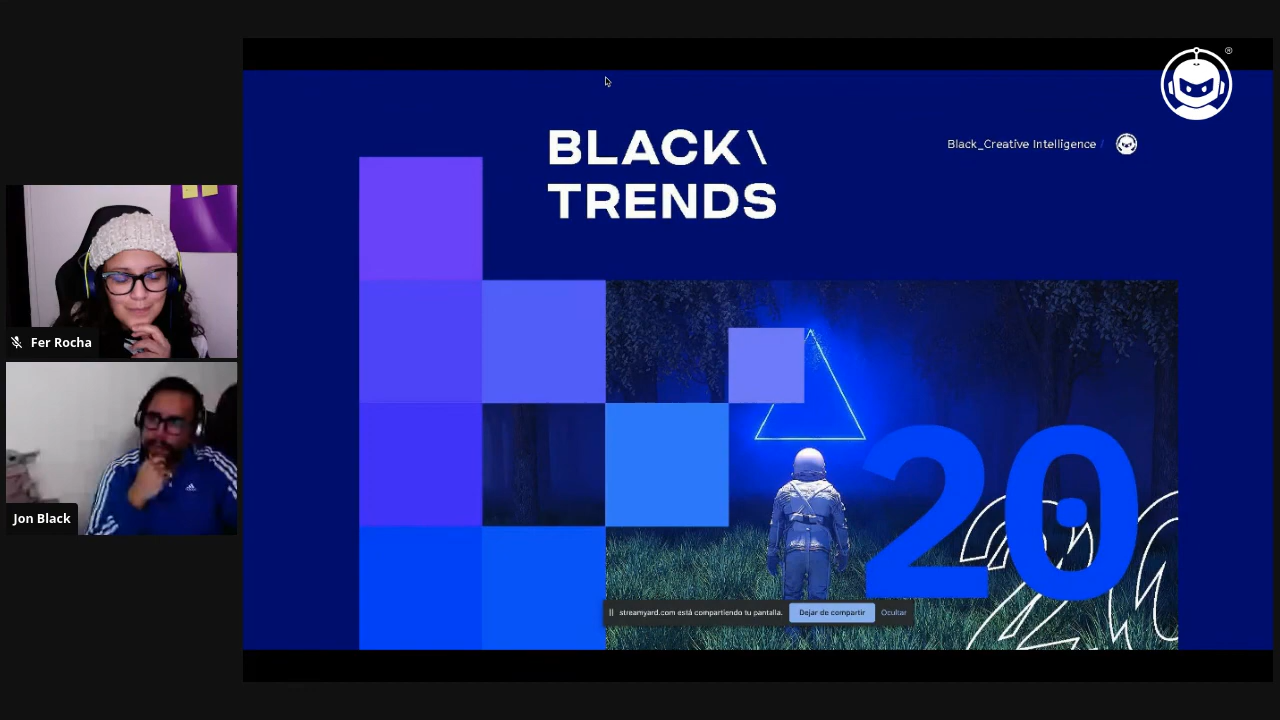 ®
BLACK\
TRENDS
Black_Creative Intelligence /
Fer Rocha
Jon Black
20
streamyard.com está compartiendo tu pantalla.
Dejar de compartir
Ocultar
adidas